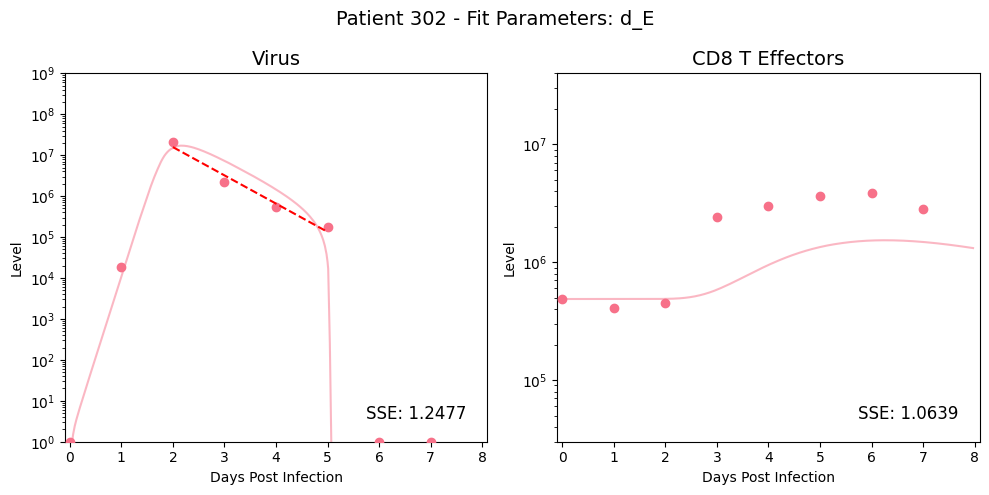 Patient 302 - Fit Parameters: d_E
Virus
CD8 T Effectors
Level
10^9
10^8
10^7
10^6
10^5
10^4
10^3
10^2
10^1
10^0
0 1 2 3 4 5 6 7 8
Days Post Infection
SSE: 1.2477
Level
10^7
10^6
10^5
0 1 2 3 4 5 6 7 8
Days Post Infection
SSE: 1.0639